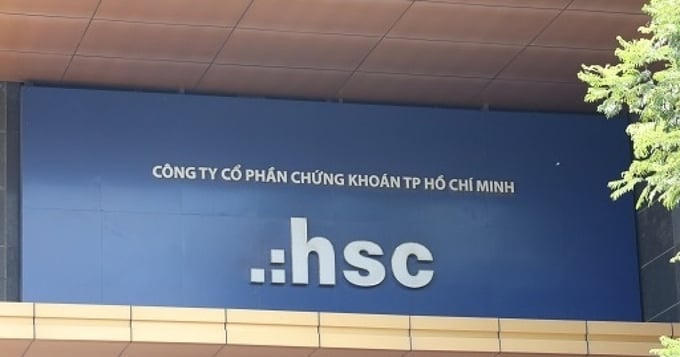 CÔNG TY CỔ PHẦN CHỨNG KHOÁN TP HỒ CHÍ MINH
.:hsc